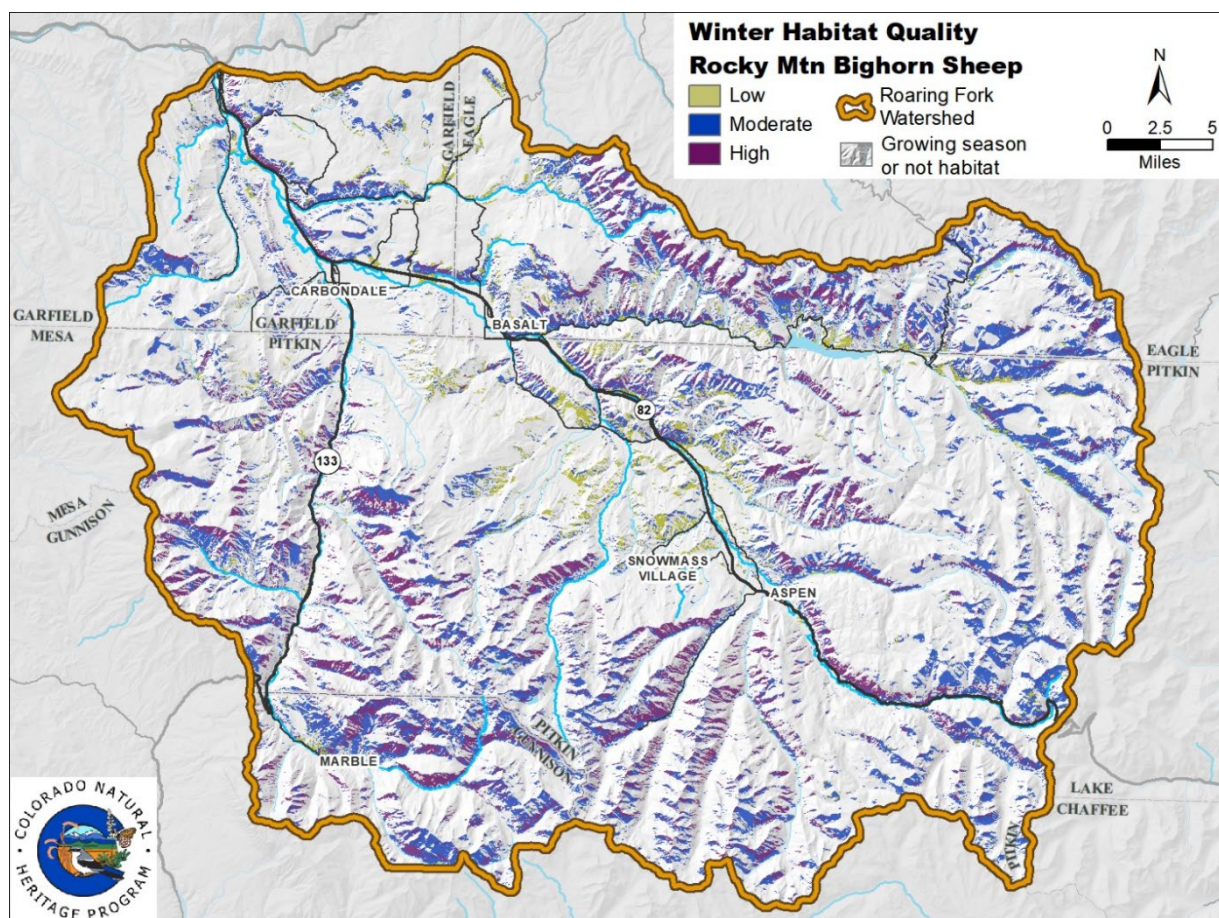 Winter Habitat Quality
Rocky Mtn Bighorn Sheep
Low
Moderate
High
Roaring Fork
Watershed
Growing season
or not habitat
N
0 2.5 5
Miles
GARFIELD
EAGLE
CARBONDALE
GARFIELD
MESA
GARFIELD
PITKIN
BASALT
EAGLE
PITKIN
82
133
MESA
GUNNISON
SNOWMASS
VILLAGE
ASPEN
PITKIN
GUNNISON
MARBLE
LAKE
CHAFFEE
PITKIN
COLORADO NATURAL
HERITAGE PROGRAM